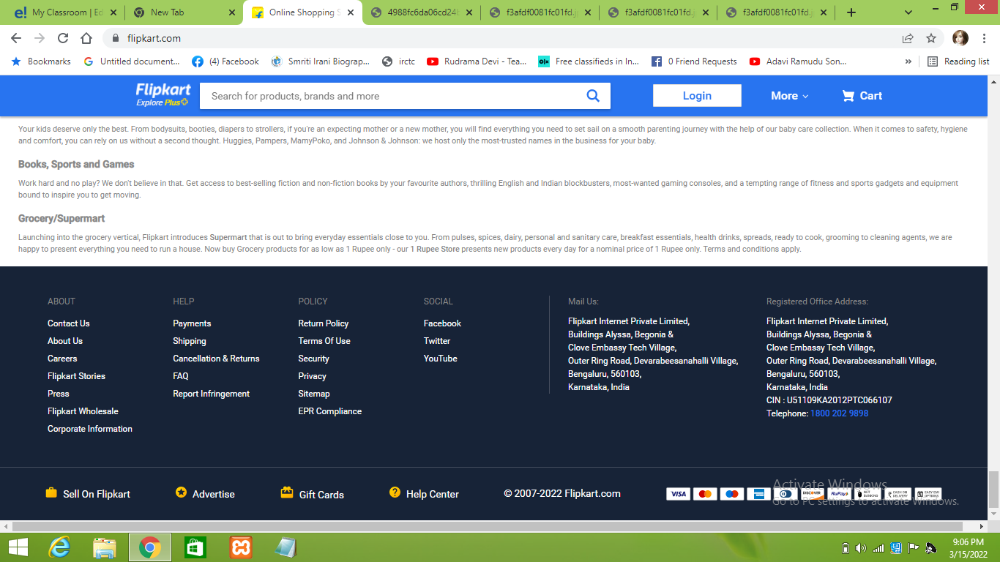 My Classroom | Ed
New Tab
Online Shopping S
4988fc6da06cd24
f3afdf0081fc01fd.j
f3afdf0081fc01fd.j
f3afdf0081fc01fd.j
flipkart.com
Bookmarks
Untitled document...
(4) Facebook
Smriti Irani Biograp...
irctc
Rudrama Devi - Tea...
Free classifieds in In...
0 Friend Requests
Adavi Ramudu Son...
»
Reading list
Flipkart
Explore Plus
Search for products, brands and more
Login
More
Cart
Your kids deserve only the best. From bodysuits, booties, diapers to strollers, if you're an expecting mother or a new mother, you will find everything you need to set sail on a smooth parenting journey with the help of our baby care collection. When it comes to safety, hygiene
and comfort, you can rely on us without a second thought. Huggies, Pampers, MamyPoko, and Johnson & Johnson: we host only the most-trusted names in the business for your baby.
Books, Sports and Games
Work hard and no play? We don't believe in that. Get access to best-selling fiction and non-fiction books by your favourite authors, thrilling English and Indian blockbusters, most-wanted gaming consoles, and a tempting range of fitness and sports gadgets and equipment
bound to inspire you to get moving.
Grocery/Supermart
Launching into the grocery vertical, Flipkart introduces Supermart that is out to bring everyday essentials close to you. From pulses, spices, dairy, personal and sanitary care, breakfast essentials, health drinks, spreads, ready to cook, grooming to cleaning agents, we are
happy to present everything you need to run a house. Now buy Grocery products for as low as 1 Rupee only - our 1 Rupee Store presents new products every day for a nominal price of 1 Rupee only. Terms and conditions apply.
ABOUT
Contact Us
About Us
Careers
Flipkart Stories
Press
Flipkart Wholesale
Corporate Information
HELP
Payments
Shipping
Cancellation & Returns
FAQ
Report Infringement
POLICY
Return Policy
Terms Of Use
Security
Privacy
Sitemap
EPR Compliance
SOCIAL
Facebook
Twitter
YouTube
Mail Us:
Flipkart Internet Private Limited,
Buildings Alyssa, Begonia &
Clove Embassy Tech Village,
Outer Ring Road, Devarabeesanahalli Village,
Bengaluru, 560103,
Karnataka, India
Registered Office Address:
Flipkart Internet Private Limited,
Buildings Alyssa, Begonia &
Clove Embassy Tech Village,
Outer Ring Road, Devarabeesanahalli Village,
Bengaluru, 560103,
Karnataka, India
CIN : U51109KA2012PTC066107
Telephone: 1800 202 9898
Sell On Flipkart
Advertise
Gift Cards
Help Center
© 2007-2022 Flipkart.com
VISA
DISCOVER
RuPay
NET BANKING
CASH ON DELIVERY
EASY EMI OPTIONS
Activate Windows
Go to PC settings to activate Windows.
9:06 PM
3/15/2022